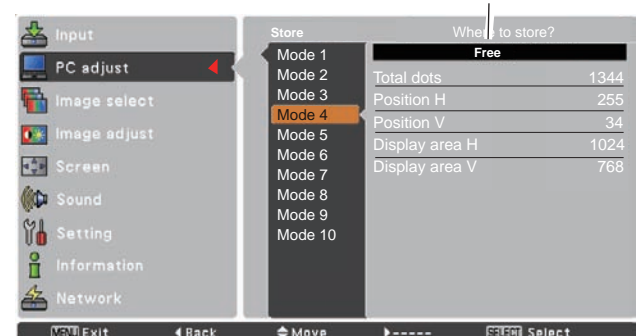 Input
PC adjust
Image select
Image adjust
Screen
Sound
Setting
Information
Network
Store
Mode 1
Mode 2
Mode 3
Mode 4
Mode 5
Mode 6
Mode 7
Mode 8
Mode 9
Mode 10
Where to store?
Free
Total dots 1344
Position H 255
Position V 34
Display area H 1024
Display area V 768
MENU Exit Back Move ----- SELECT Select